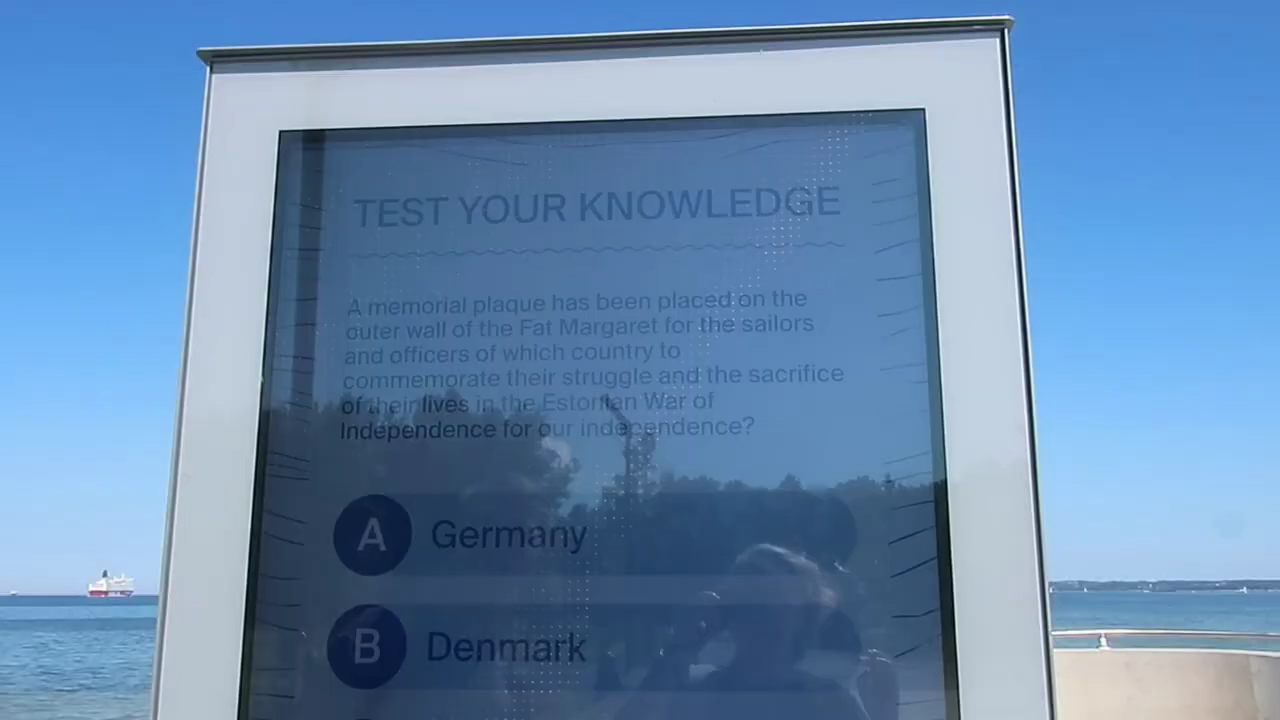 TEST YOUR KNOWLEDGE
A memorial plaque has been placed on the
outer wall of the Fat Margaret for the sailors
and officers of which country to
commemorate their struggle and the sacrifice
of their lives in the Estonian War of
Independence for our independence?
A Germany
B Denmark